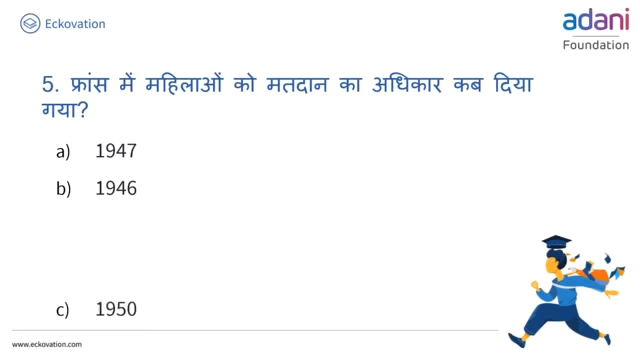 Eckovation
adani
Foundation
5. फ्रांस में महिलाओं को मतदान का अधिकार कब दिया
गया?
a) 1947
b) 1946
c) 1950
www.eckovation.com